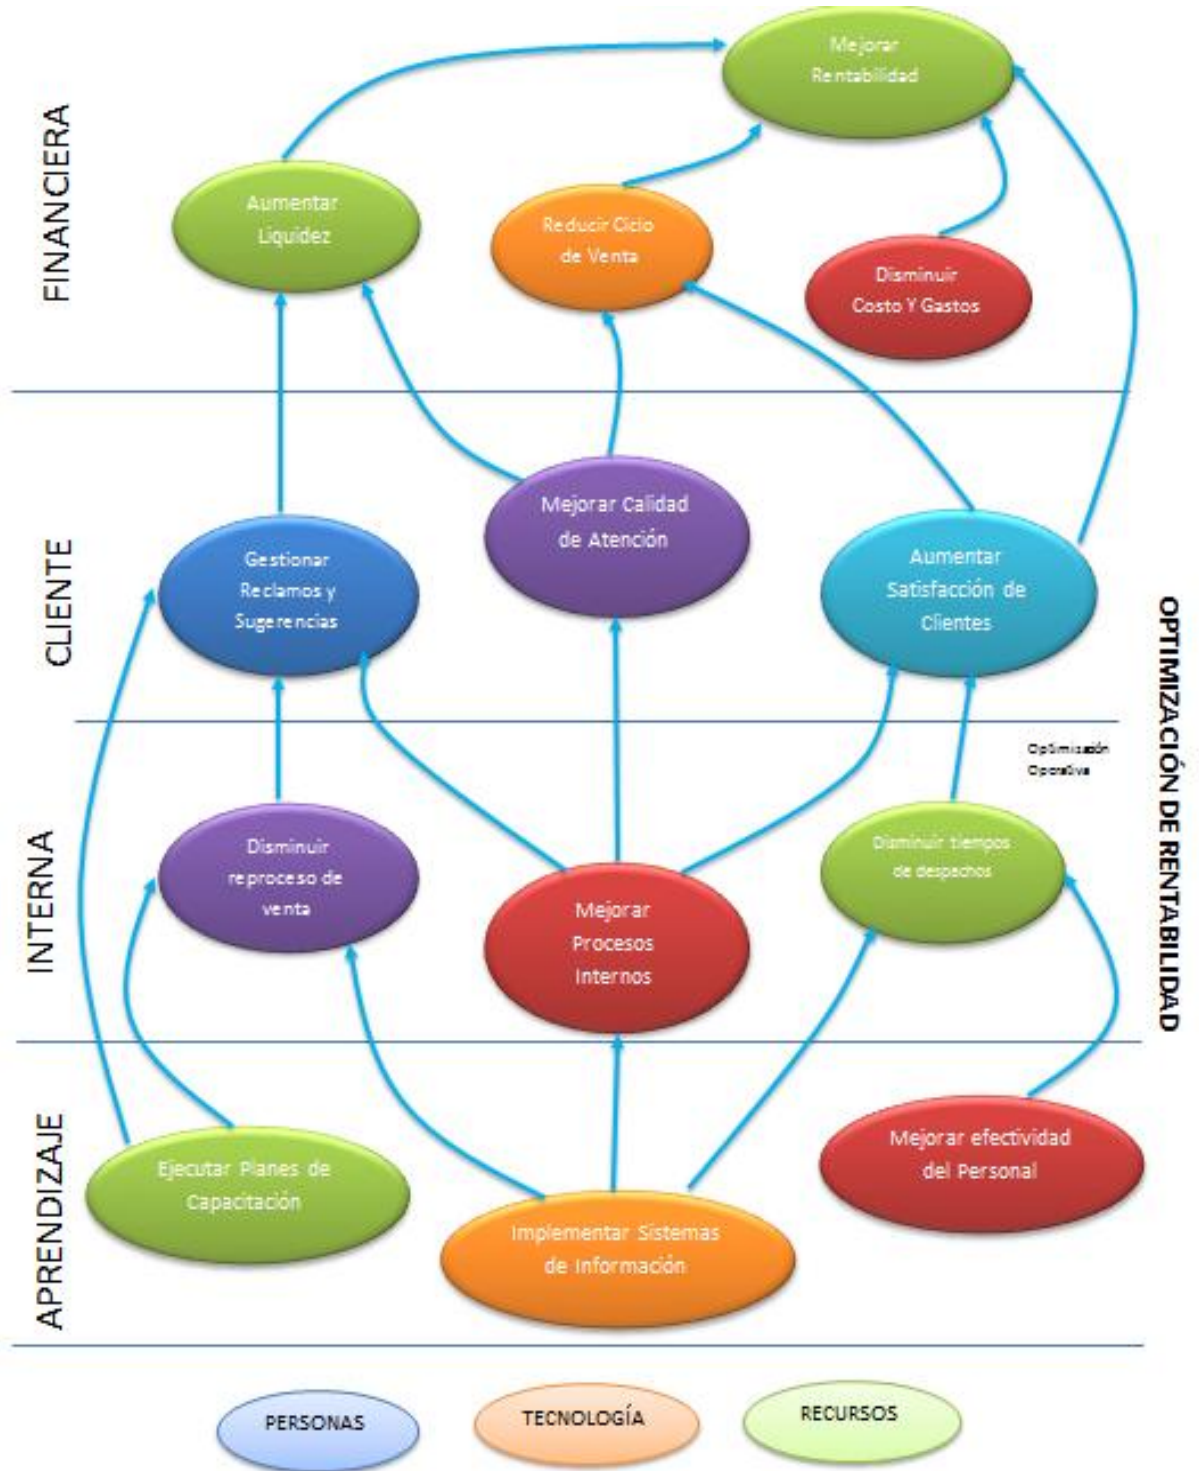 FINANCIERA
Mejorar
Rentabilidad
Aumentar
Liquidez
Reducir Ciclo
de Venta
Disminuir
Costo Y Gastos
CLIENTE
Mejorar Calidad
de Atención
Gestionar
Reclamos y
Sugerencias
Aumentar
Satisfacción de
Clientes
OPTIMIZACIÓN DE RENTABILIDAD
Optimización
Operativa
INTERNA
Disminuir
reproceso de
venta
Mejorar
Procesos
Internos
Disminuir tiempos
de despachos
APRENDIZAJE
Ejecutar Planes de
Capacitación
Implementar Sistemas
de Información
Mejorar efectividad
del Personal
PERSONAS
TECNOLOGÍA
RECURSOS